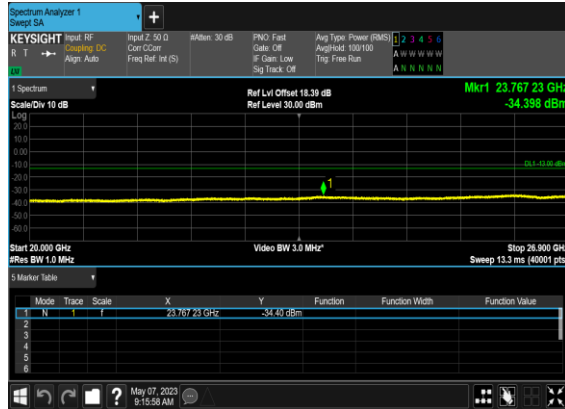 Spectrum Analyzer 1
Swept SA
+
KEYSIGHT Input: RF Input Z: 50 Ω #Atten: 30 dB PNO: Fast Avg Type: Power (RMS) 1 2 3 4 5 6
R T Coupling: DC Corr CCorr Gate: Off Avg|Hold: 100/100 A W W W W W
Align: Auto Freq Ref: Int (S) IF Gain: Low Trig: Free Run
Sig Track: Off A N N N N N
1 Spectrum
Scale/Div 10 dB
Ref Lvl Offset 18.39 dB
Ref Level 30.00 dBm
Mkr1 23.767 23 GHz
-34.398 dBm
Log
20.0
10.0
0.00
-10.0
DL1 -13.00 dBm
-20.0
1
-30.0
-40.0
-50.0
-60.0
Start 20.000 GHz Video BW 3.0 MHz* Stop 26.900 GHz
#Res BW 1.0 MHz Sweep 13.3 ms (40001 pts)
5 Marker Table
Mode Trace Scale X Y Function Function Width Function Value
1 N 1 f 23.767 23 GHz -34.40 dBm
2
3
4
5
6
? May 07, 2023
9:15:58 AM